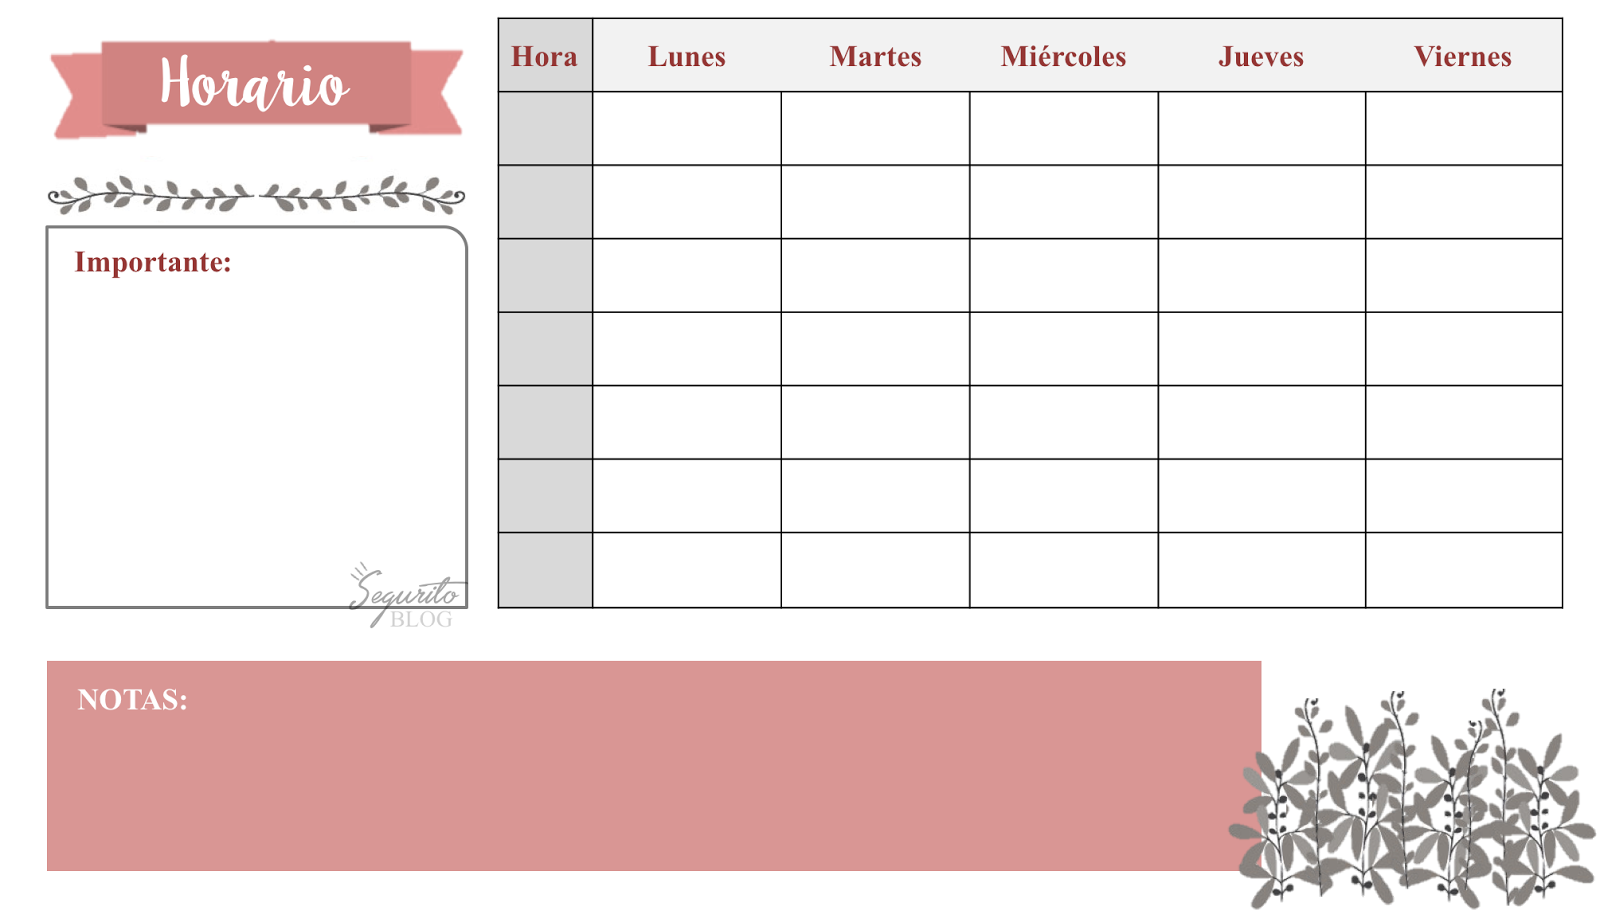 Horario
Importante:
Segurito
BLOG
Hora Lunes Martes Miércoles Jueves Viernes
NOTAS: